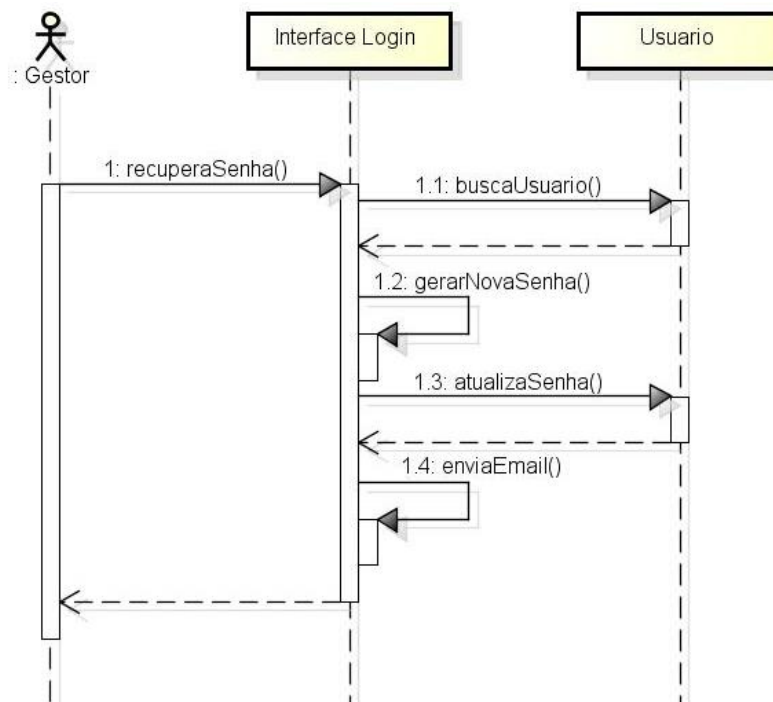 Interface Login
Usuario
: Gestor
1: recuperaSenha()
1.1: buscaUsuario()
1.2: gerarNovaSenha()
1.3: atualizaSenha()
1.4: enviaEmail()